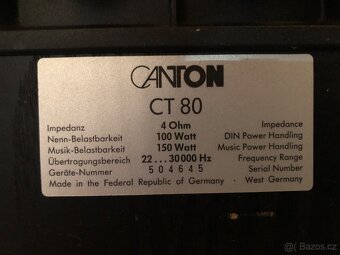 CANTON
CT 80
Impedanz 4 Ohm Impedance
Nenn-Belastbarkeit 100 Watt DIN Power Handling
Musik-Belastbarkeit 150 Watt Music Power Handling
Übertragungsbereich 22...30000 Hz Frequency Range
Geräte-Nummer 504645 Serial Number
Made in the Federal Republic of Germany · West Germany
Bazoš.cz